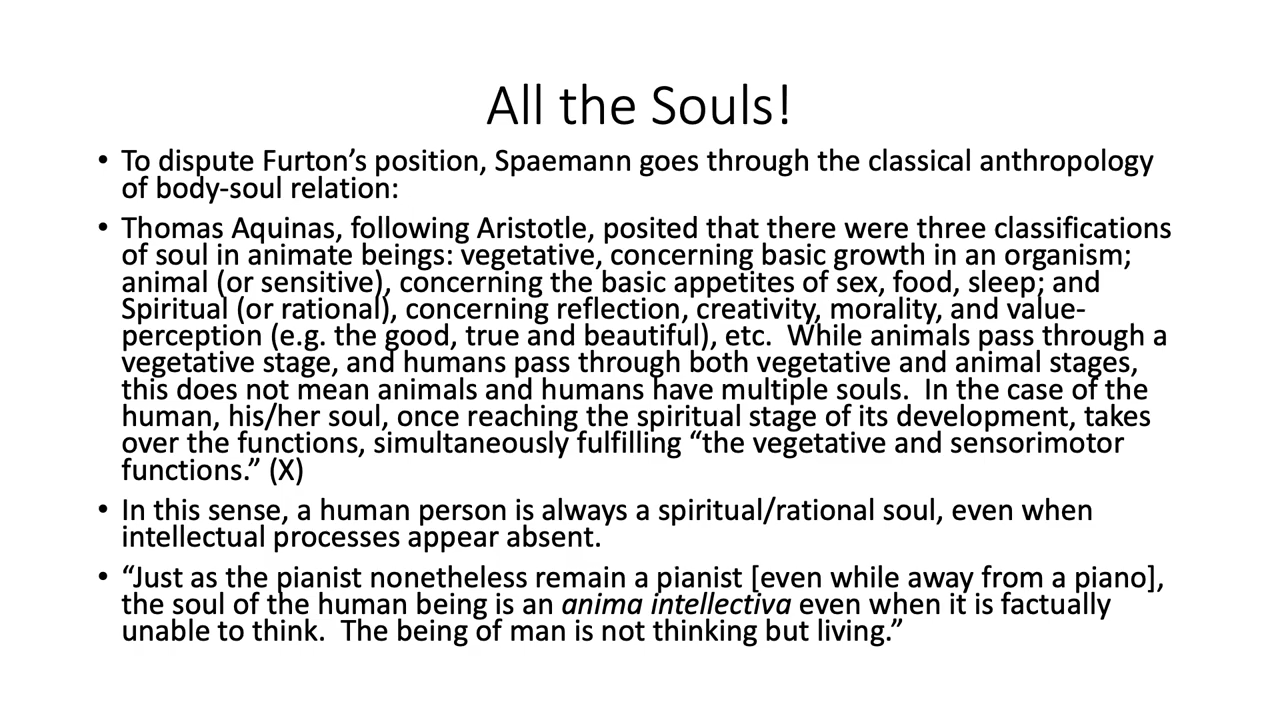 All the Souls!
• To dispute Furton’s position, Spaemann goes through the classical anthropology
of body-soul relation:
• Thomas Aquinas, following Aristotle, posited that there were three classifications
of soul in animate beings: vegetative, concerning basic growth in an organism;
animal (or sensitive), concerning the basic appetites of sex, food, sleep; and
Spiritual (or rational), concerning reflection, creativity, morality, and value-
perception (e.g. the good, true and beautiful), etc.  While animals pass through a
vegetative stage, and humans pass through both vegetative and animal stages,
this does not mean animals and humans have multiple souls.  In the case of the
human, his/her soul, once reaching the spiritual stage of its development, takes
over the functions, simultaneously fulfilling “the vegetative and sensorimotor
functions.” (X)
• In this sense, a human person is always a spiritual/rational soul, even when
intellectual processes appear absent.
• “Just as the pianist nonetheless remain a pianist [even while away from a piano],
the soul of the human being is an anima intellectiva even when it is factually
unable to think.  The being of man is not thinking but living.”